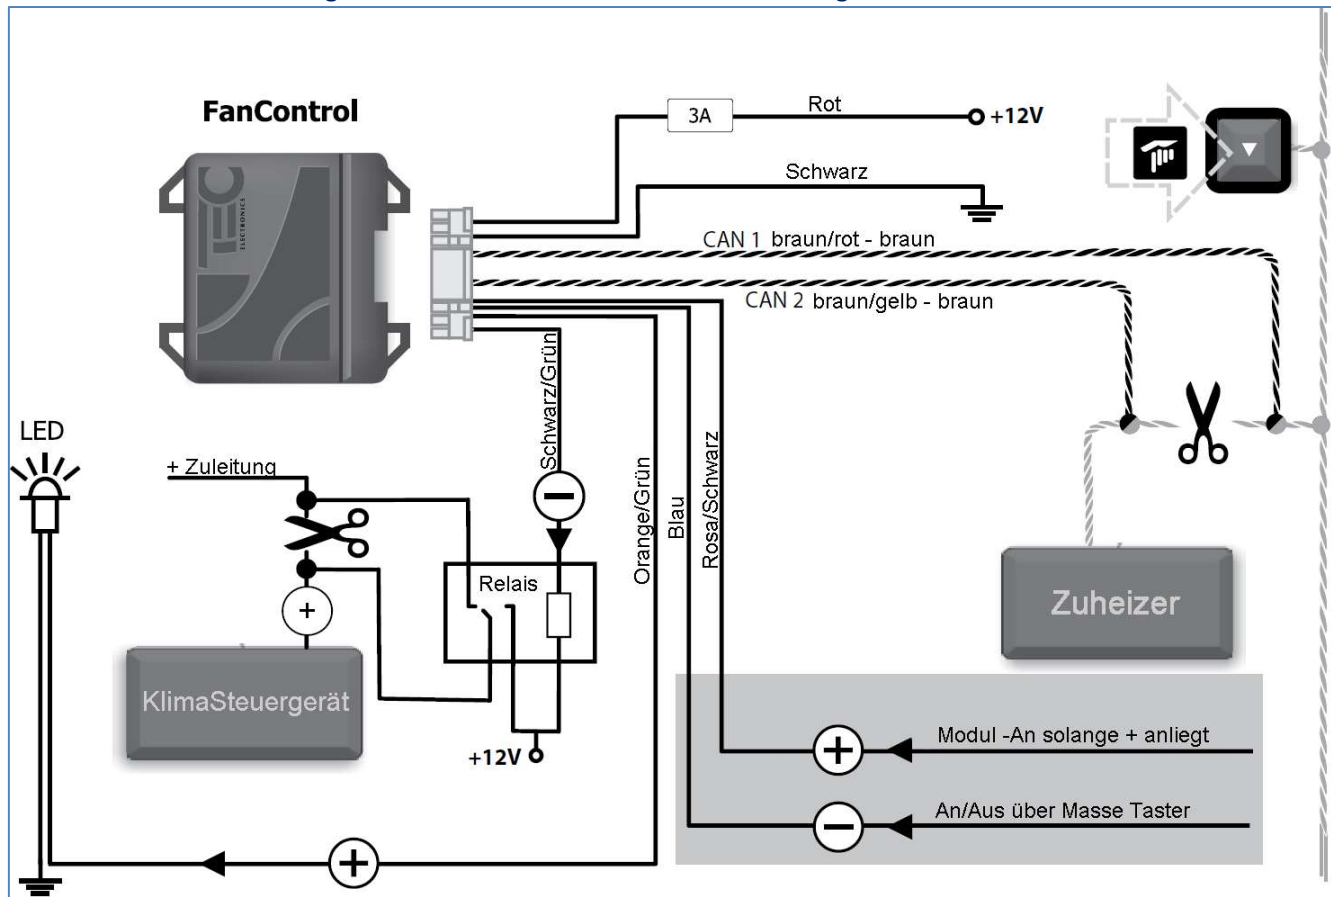 FanControl
3A
Rot
+12V
Schwarz
CAN 1 braun/rot - braun
CAN 2 braun/gelb - braun
ELECTRONICS
LED
+ Zuleitung
Schwarz/Grün
Orange/Grün
Blau
Rosa/Schwarz
Relais
+
KlimaSteuergerät
+12V
Zuheizer
Modul -An solange + anliegt
An/Aus über Masse Taster